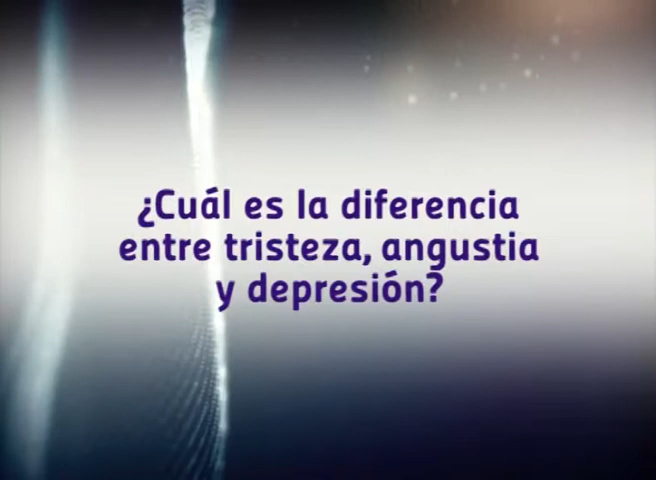 ¿Cuál es la diferencia
entre tristeza, angustia
y depresión?